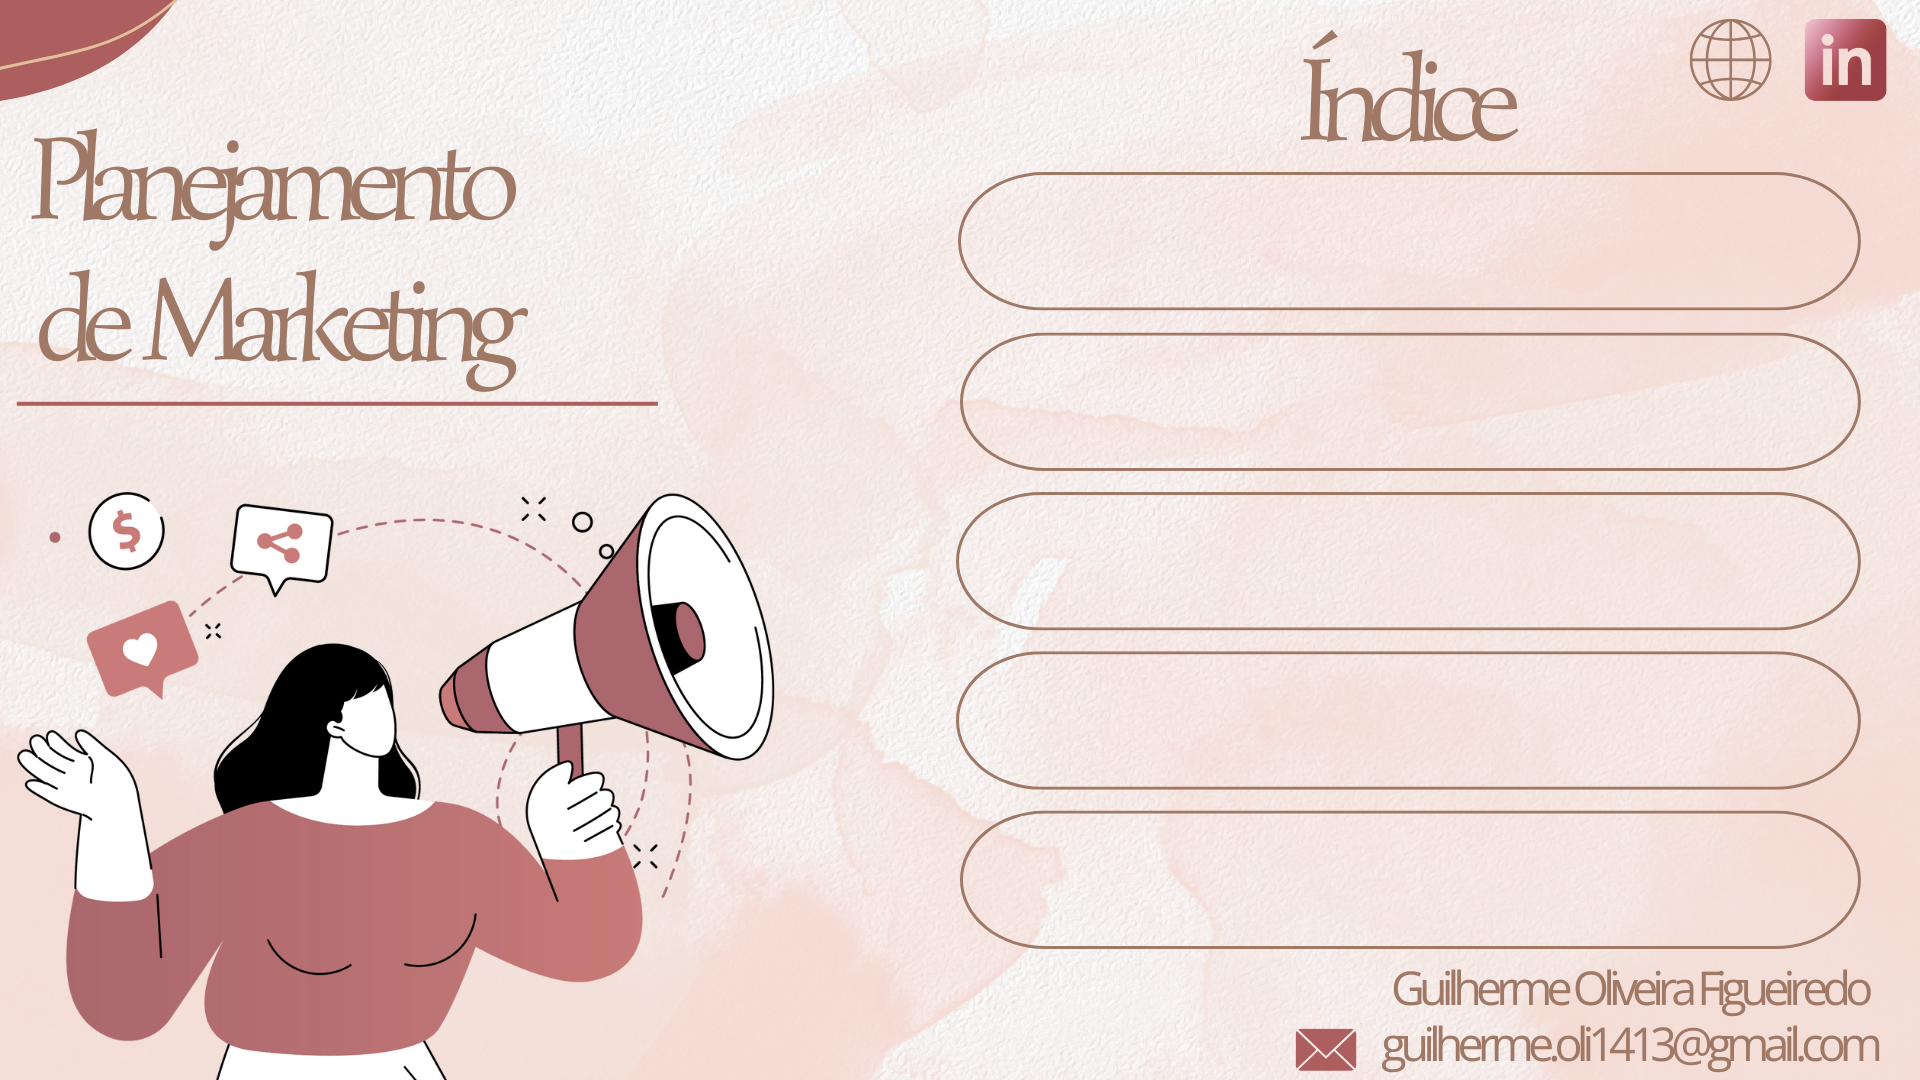 Planejamento
de Marketing
$
Índice
in
Guilherme Oliveira Figueiredo
guilherme.oli1413@gmail.com